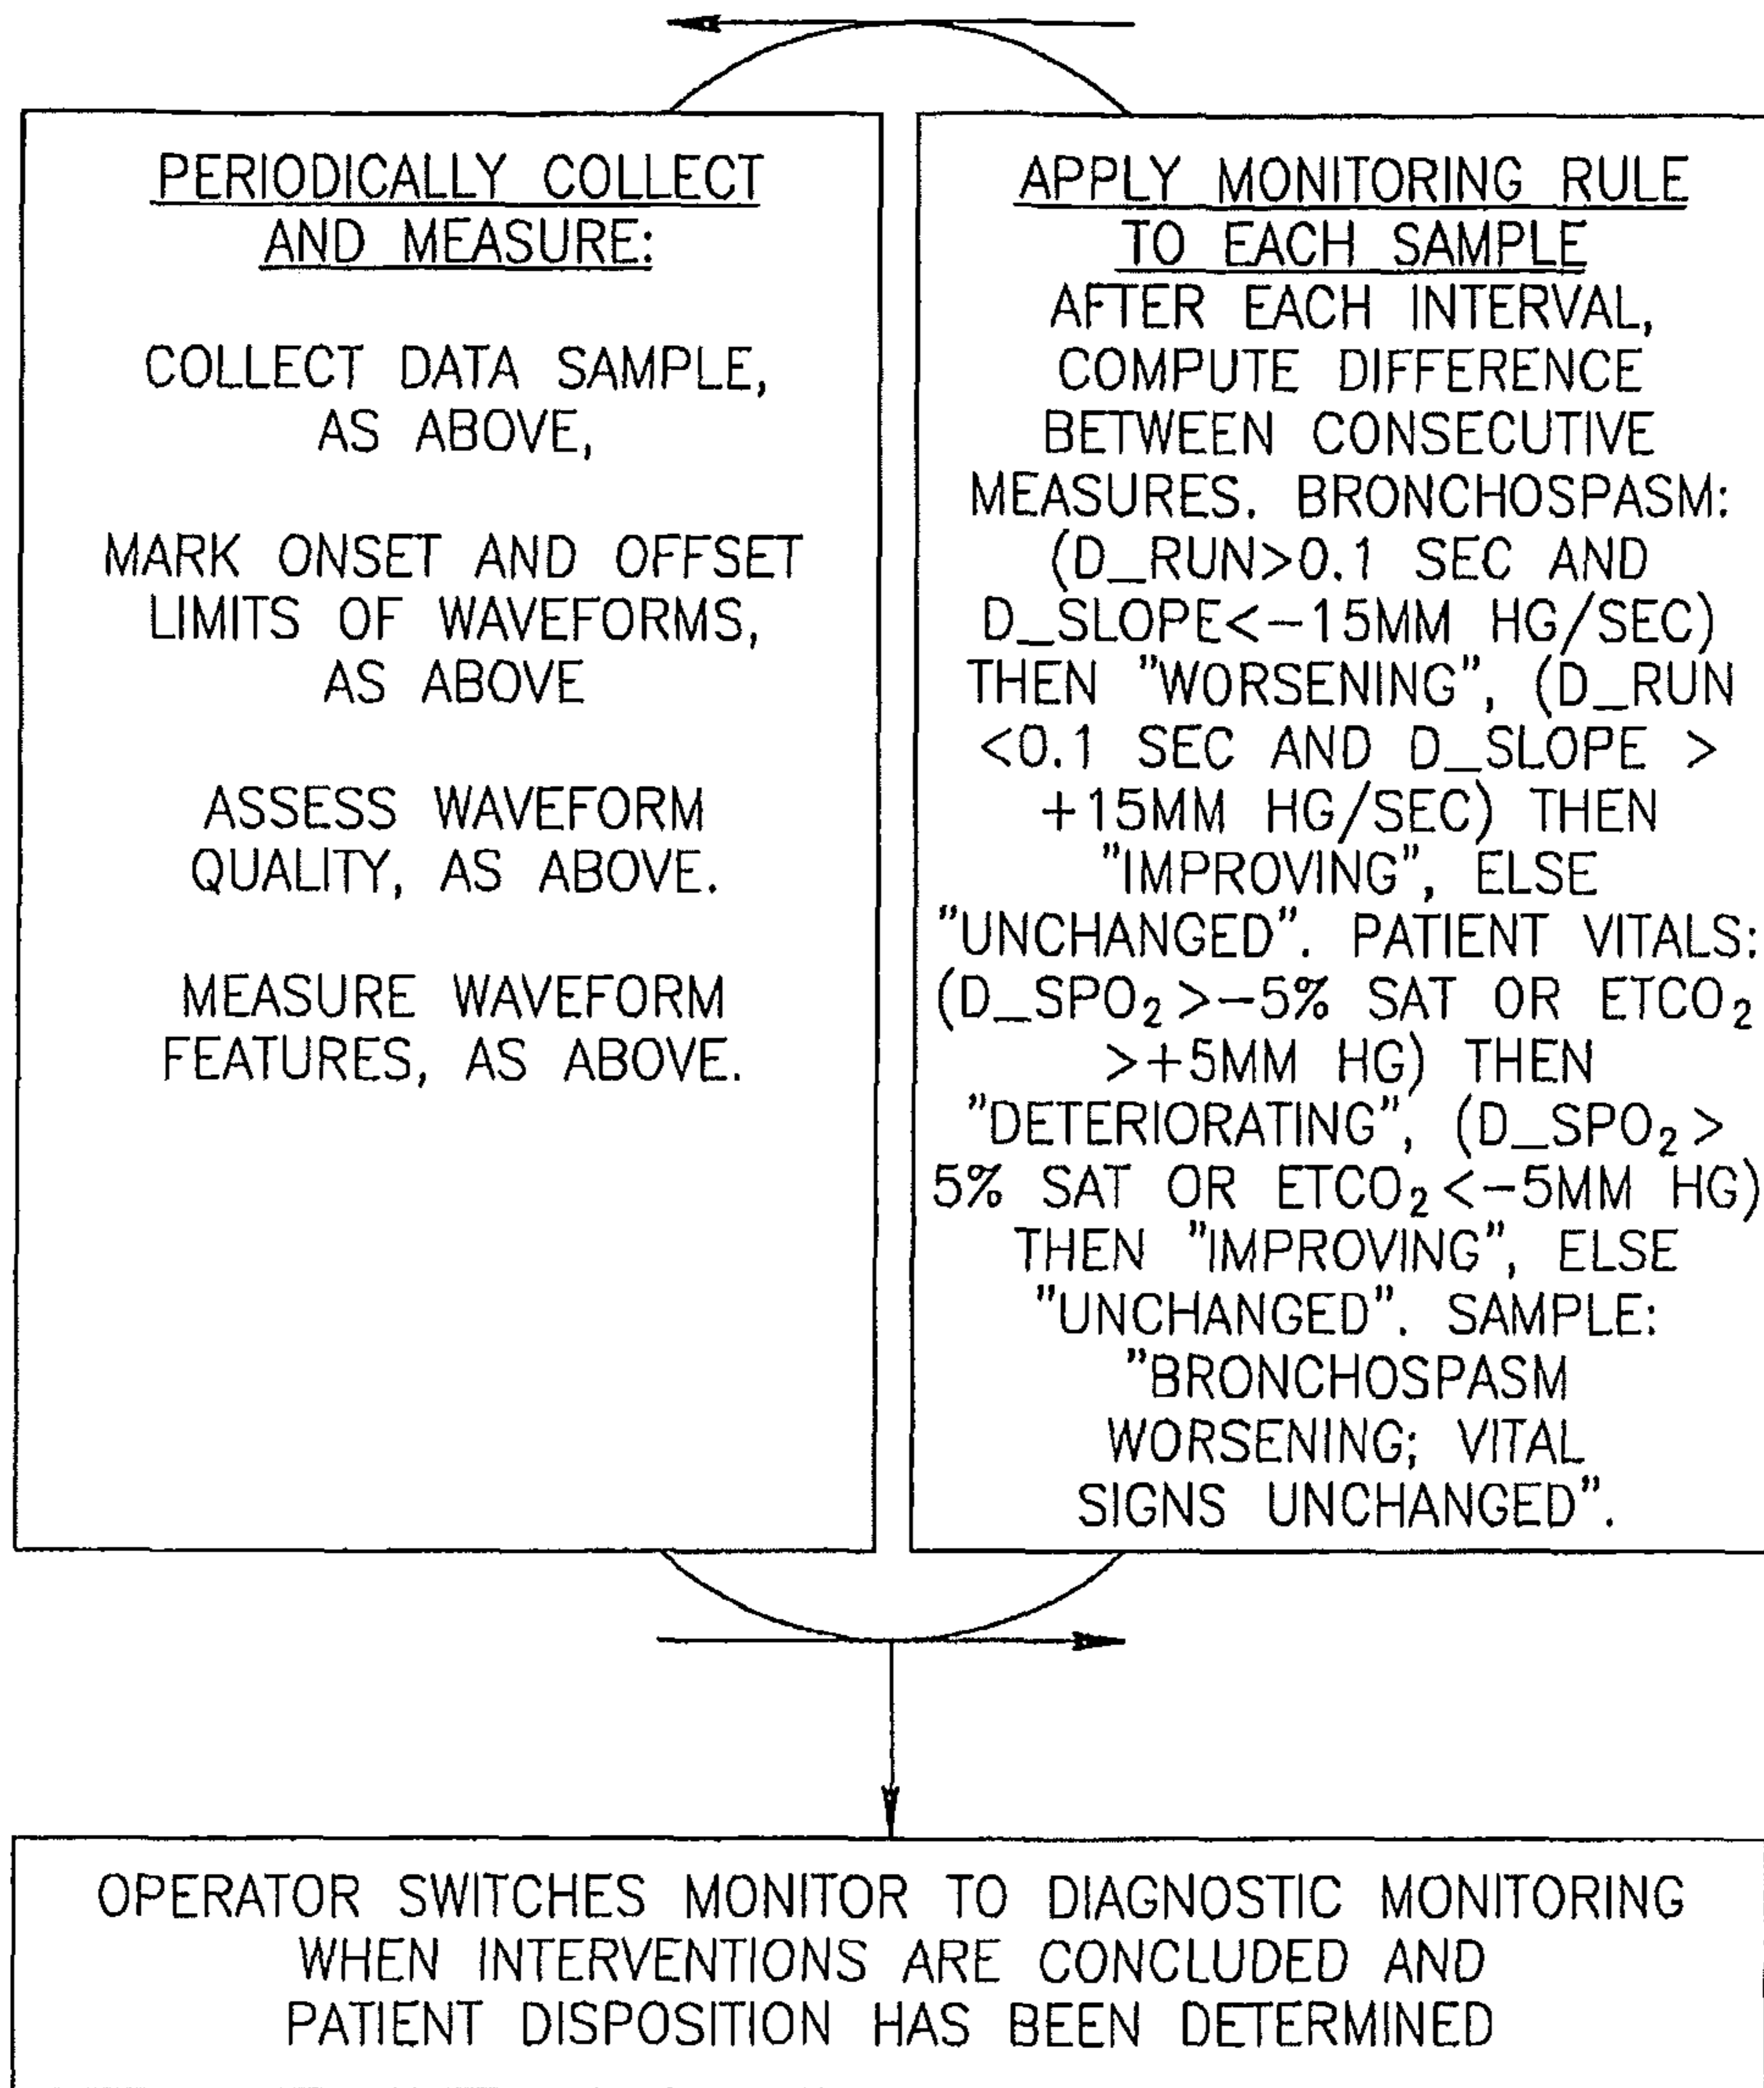 PERIODICALLY COLLECT
AND MEASURE:
COLLECT DATA SAMPLE,
AS ABOVE,
MARK ONSET AND OFFSET
LIMITS OF WAVEFORMS,
AS ABOVE
ASSESS WAVEFORM
QUALITY, AS ABOVE.
MEASURE WAVEFORM
FEATURES, AS ABOVE.
APPLY MONITORING RULE
TO EACH SAMPLE
AFTER EACH INTERVAL,
COMPUTE DIFFERENCE
BETWEEN CONSECUTIVE
MEASURES. BRONCHOSPASM:
(D_RUN>0.1 SEC AND
D_SLOPE<-15MM HG/SEC)
THEN "WORSENING", (D_RUN
<0.1 SEC AND D_SLOPE >
+15MM HG/SEC) THEN
"IMPROVING", ELSE
"UNCHANGED". PATIENT VITALS:
(D_SPO₂>-5% SAT OR ETCO₂
>+5MM HG) THEN
"DETERIORATING", (D_SPO₂>
5% SAT OR ETCO₂<-5MM HG)
THEN "IMPROVING", ELSE
"UNCHANGED". SAMPLE:
"BRONCHOSPASM
WORSENING; VITAL
SIGNS UNCHANGED".
OPERATOR SWITCHES MONITOR TO DIAGNOSTIC MONITORING
WHEN INTERVENTIONS ARE CONCLUDED AND
PATIENT DISPOSITION HAS BEEN DETERMINED